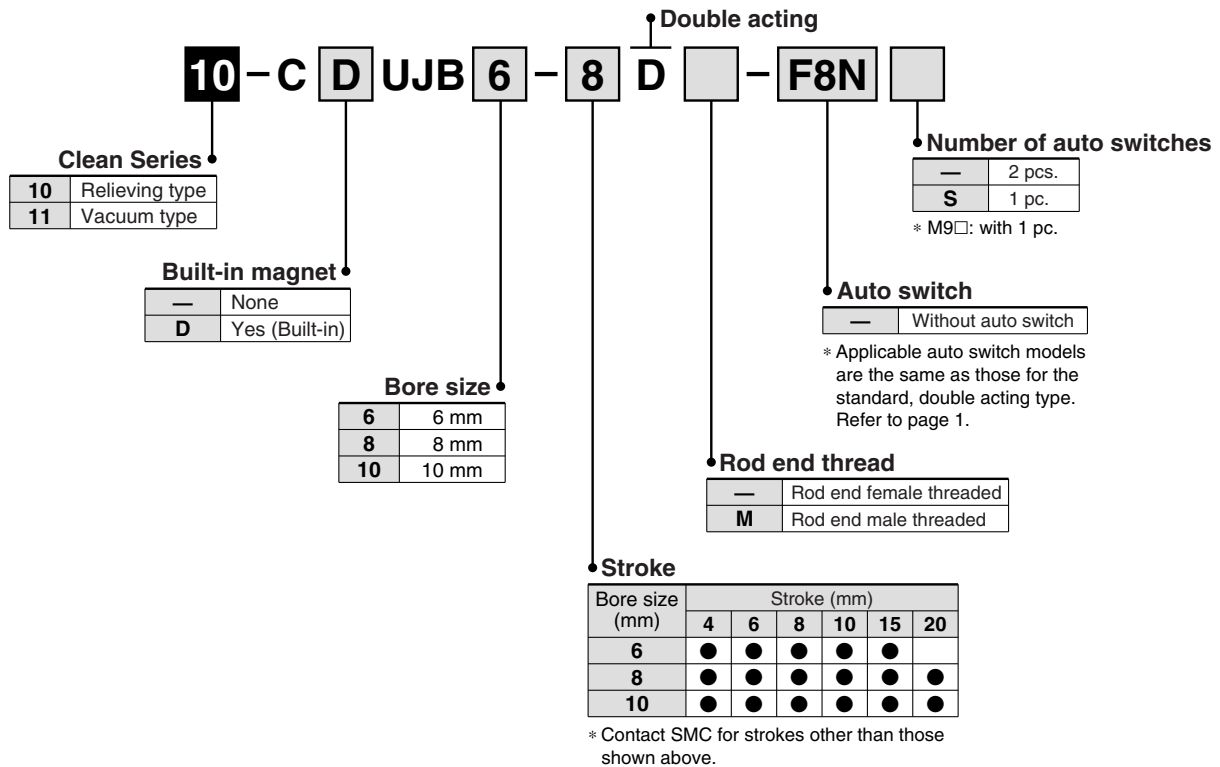 Double acting
10 – C D UJB 6 – 8 D – F8N
Clean Series
10 Relieving type
11 Vacuum type
Built-in magnet
— None
D Yes (Built-in)
Bore size
6 6 mm
8 8 mm
10 10 mm
Number of auto switches
— 2 pcs.
S 1 pc.
* M9□: with 1 pc.
Auto switch
— Without auto switch
* Applicable auto switch models
are the same as those for the
standard, double acting type.
Refer to page 1.
Rod end thread
— Rod end female threaded
M Rod end male threaded
Stroke
Bore size (mm) Stroke (mm)
4 6 8 10 15 20
6 ● ● ● ● ●
8 ● ● ● ● ● ●
10 ● ● ● ● ● ●
* Contact SMC for strokes other than those
shown above.